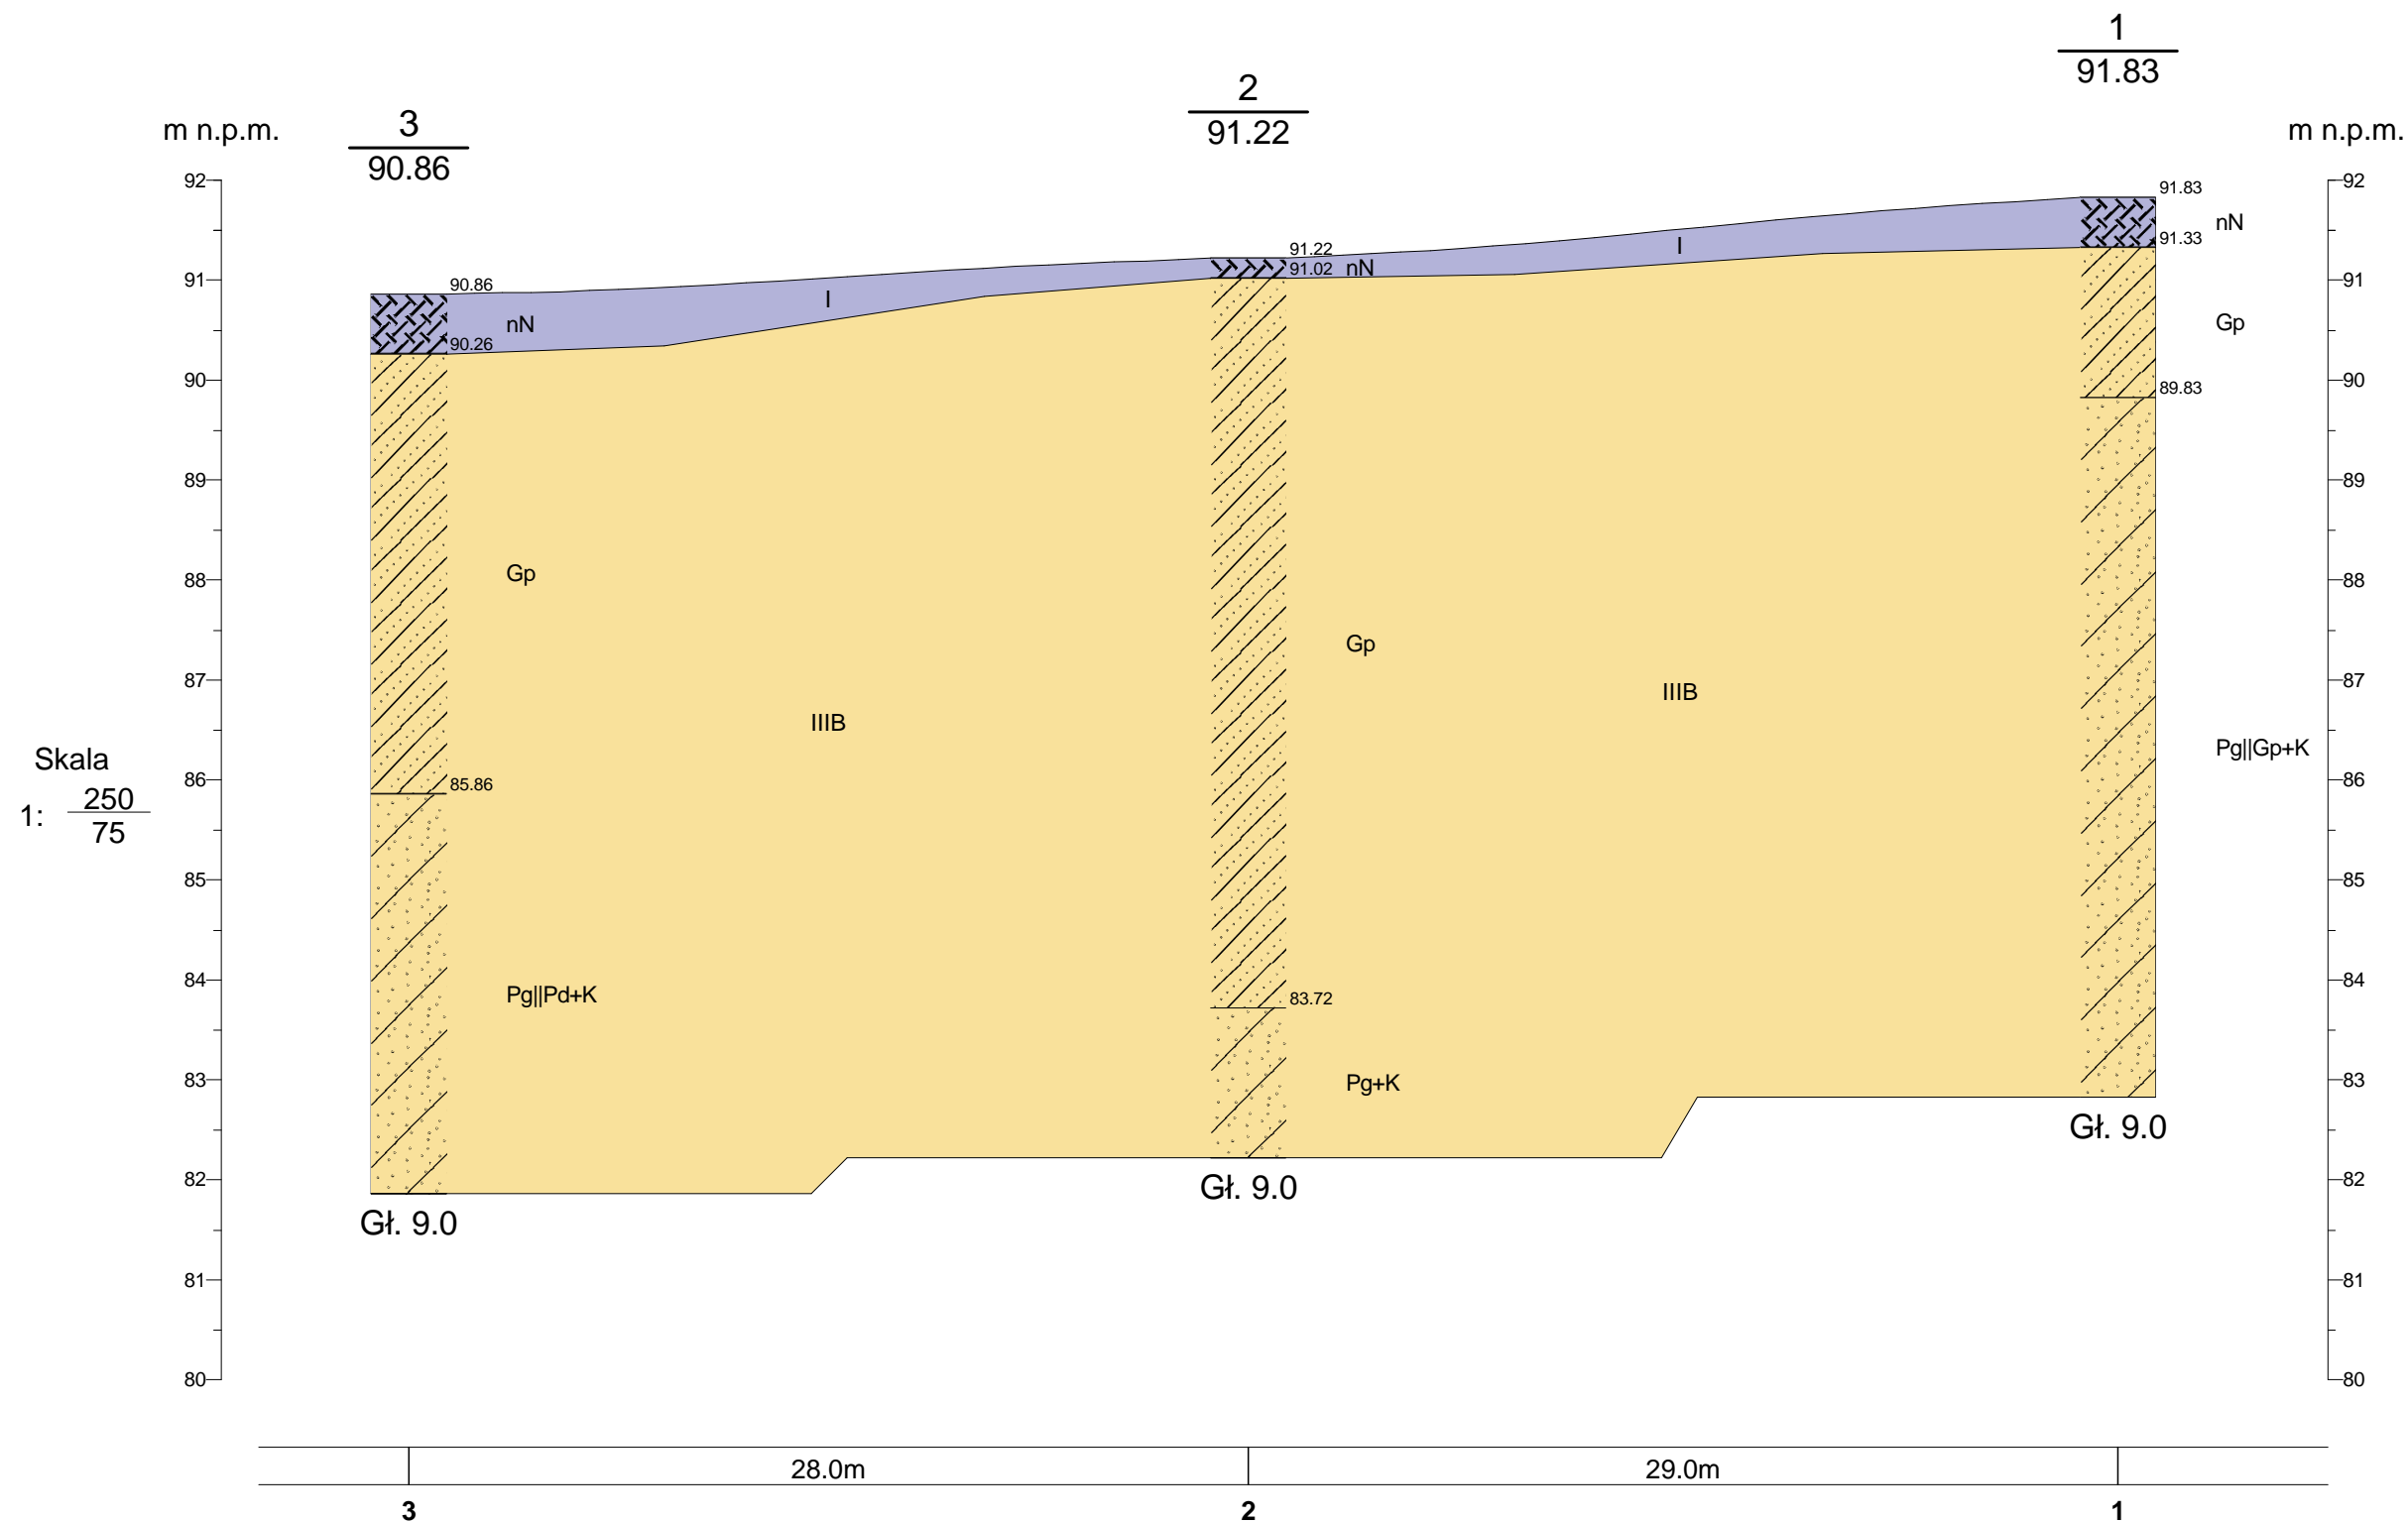 1
91.83
2
91.22
3
90.86
m n.p.m.
m n.p.m.
92
91
90
89
88
87
86
85
84
83
82
81
80
Skala
1: 250
75
90.86
nN
90.26
Gp
85.86
Pg||Pd+K
Gł. 9.0
I
IIIB
91.22
91.02 nN
Gp
83.72
Pg+K
Gł. 9.0
I
IIIB
91.83
nN
91.33
Gp
89.83
Pg||Gp+K
Gł. 9.0
92
91
90
89
88
87
86
85
84
83
82
81
80
28.0m 29.0m
3 2 1